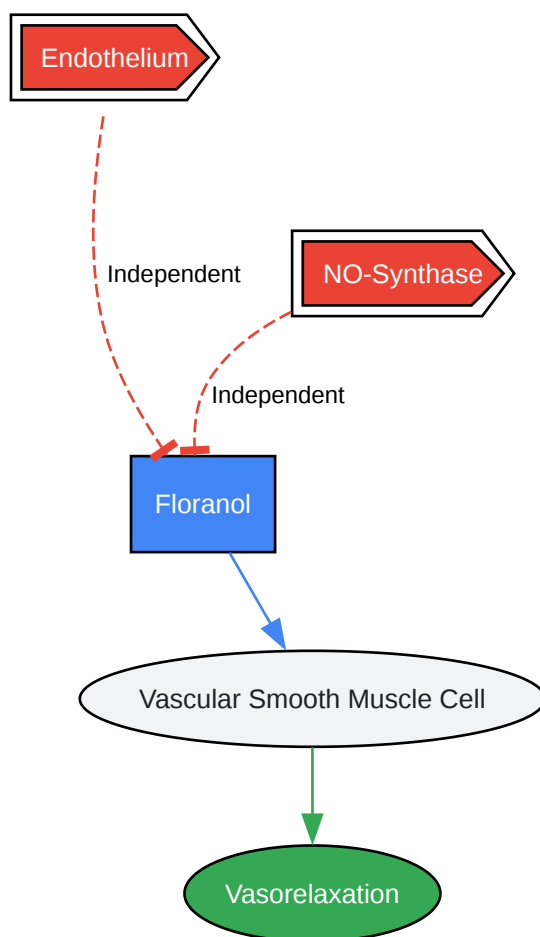 Endothelium
Independent
NO-Synthase
Independent
Floranol
Vascular Smooth Muscle Cell
Vasorelaxation